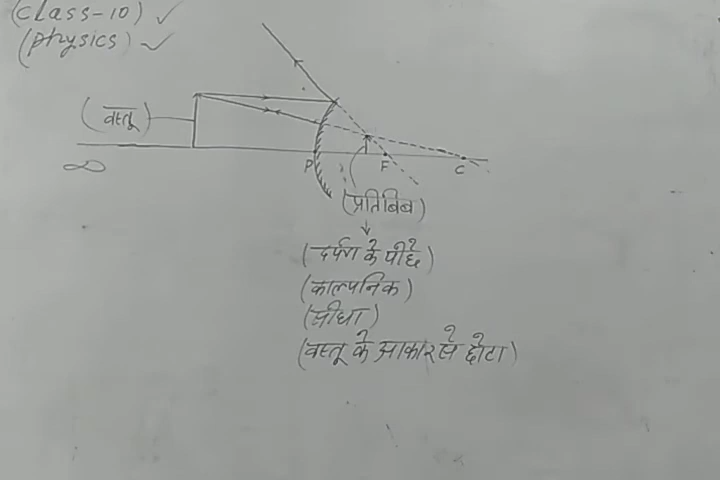 (Class-10) ✓
(Physics) ✓
(वस्तू)
∞ P F C
(प्रतिबिंब)
(दर्पण के पीछे)
(काल्पनिक)
(सीधा)
(वस्तू के आकार से छोटा)